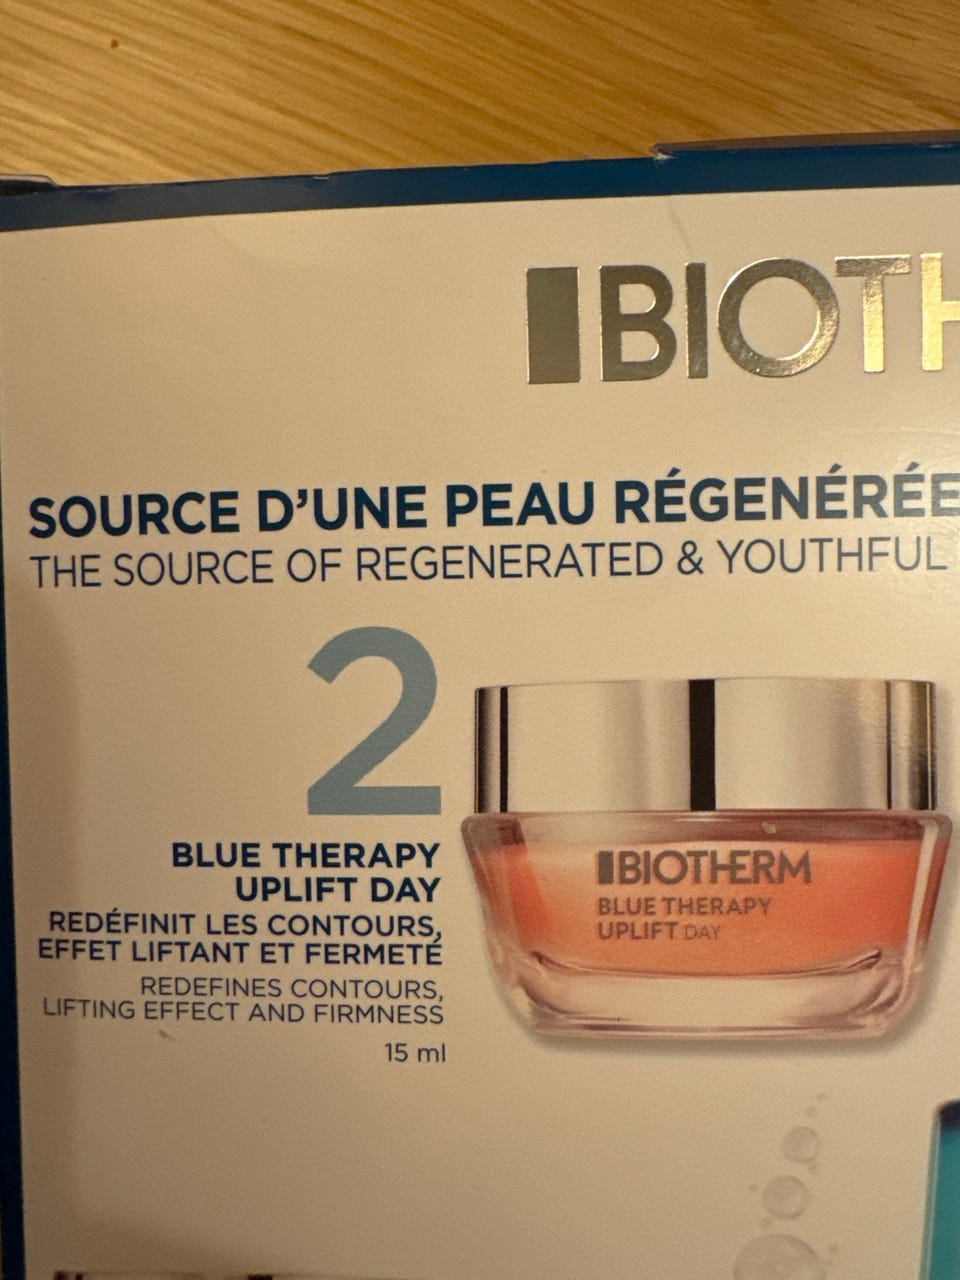 BIOTH
SOURCE D'UNE PEAU RÉGENÉRÉE
THE SOURCE OF REGENERATED & YOUTHFUL
2
BLUE THERAPY
UPLIFT DAY
REDÉFINIT LES CONTOURS,
EFFET LIFTANT ET FERMETÉ
REDEFINES CONTOURS,
LIFTING EFFECT AND FIRMNESS
15 ml
BIOTHERM
BLUE THERAPY
UPLIFT DAY